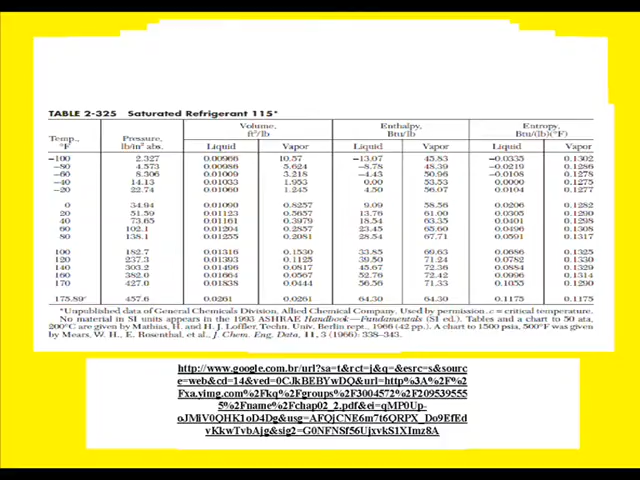 TABLE 2-325 Saturated Refrigerant 115*
Temp., °F Pressure, lb/in² abs. Volume, ft³/lb Enthalpy, Btu/lb Entropy, Btu/(lb)(°F)
Liquid Vapor Liquid Vapor Liquid Vapor
−100 2.327 0.00966 10.57 −13.07 45.83 −0.0335 0.1302
−80 4.573 0.00986 5.624 −8.78 48.39 −0.0219 0.1286
−60 8.306 0.01009 3.218 −4.43 50.96 −0.0108 0.1278
−40 14.13 0.01033 1.953 0.00 53.53 0.0000 0.1275
−20 22.74 0.01060 1.245 4.50 56.07 0.0104 0.1277
0 34.94 0.01090 0.8257 9.09 58.56 0.0206 0.1282
20 51.59 0.01123 0.5657 13.76 61.00 0.0305 0.1290
40 73.65 0.01161 0.3979 18.54 63.35 0.0401 0.1298
60 102.1 0.01204 0.2857 23.45 65.60 0.0496 0.1308
80 138.1 0.01255 0.2081 28.54 67.71 0.0591 0.1317
100 182.7 0.01316 0.1530 33.85 69.63 0.0686 0.1325
120 237.3 0.01393 0.1125 39.50 71.24 0.0782 0.1330
140 303.2 0.01496 0.0817 45.67 72.36 0.0884 0.1329
160 382.0 0.01664 0.0567 52.76 72.42 0.0996 0.1314
170 427.0 0.01838 0.0444 56.56 71.33 0.1055 0.1290
175.89ᶜ 457.6 0.0261 0.0261 64.30 64.30 0.1175 0.1175
*Unpublished data of General Chemicals Division, Allied Chemical Company. Used by permission. c = critical temperature.
No material in SI units appears in the 1993 ASHRAE Handbook—Fundamentals (SI ed.). Tables and a chart to 50 ata,
200°C are given by Mathias, H. and H. J. Loffler, Techn. Univ. Berlin rept., 1966 (42 pp.). A chart to 1500 psia, 500°F was given
by Mears, W. H., E. Rosenthal, et al., J. Chem. Eng. Data, 11, 3 (1966): 338–343.
http://www.google.com.br/url?sa=t&rct=j&q=&esrc=s&sourc
e=web&cd=14&ved=0CJkBEBYwDQ&url=http%3A%2F%2
Fxa.yimg.com%2Fkq%2Fgroups%2F3004572%2F209539555
5%2Fname%2Fchap02_2.pdf&ei=qMP0Up-
oJMiV0QHK1oD4Dg&usg=AFQjCNE6m7t6QRPX_Do9EfEd
vKkwTvbAjg&sig2=G0NFNSf56UjxvkS1XImz8A